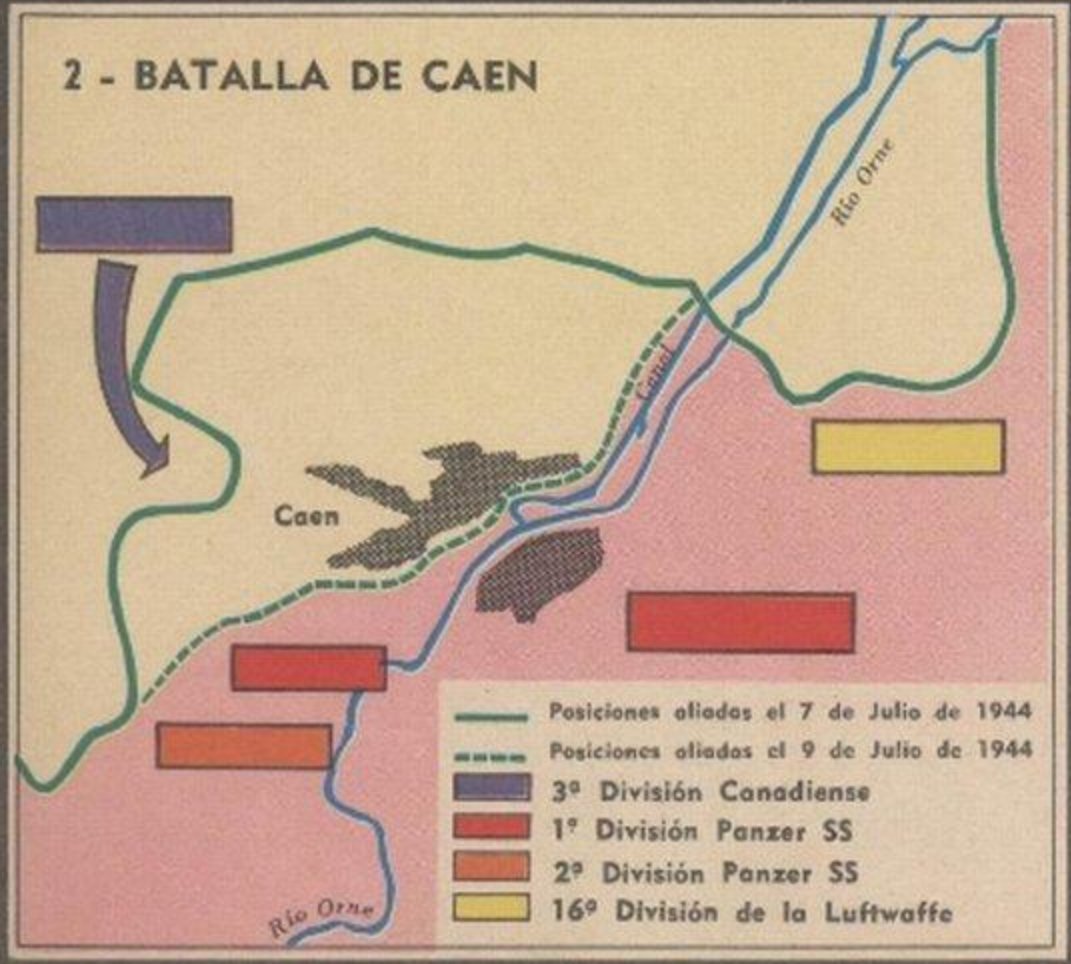 2 - BATALLA DE CAEN
Río Orne
Canal
Caen
Posiciones aliadas el 7 de Julio de 1944
Posiciones aliadas el 9 de Julio de 1944
3ª División Canadiense
1ª División Panzer SS
2ª División Panzer SS
16ª División de la Luftwaffe
Río Orne